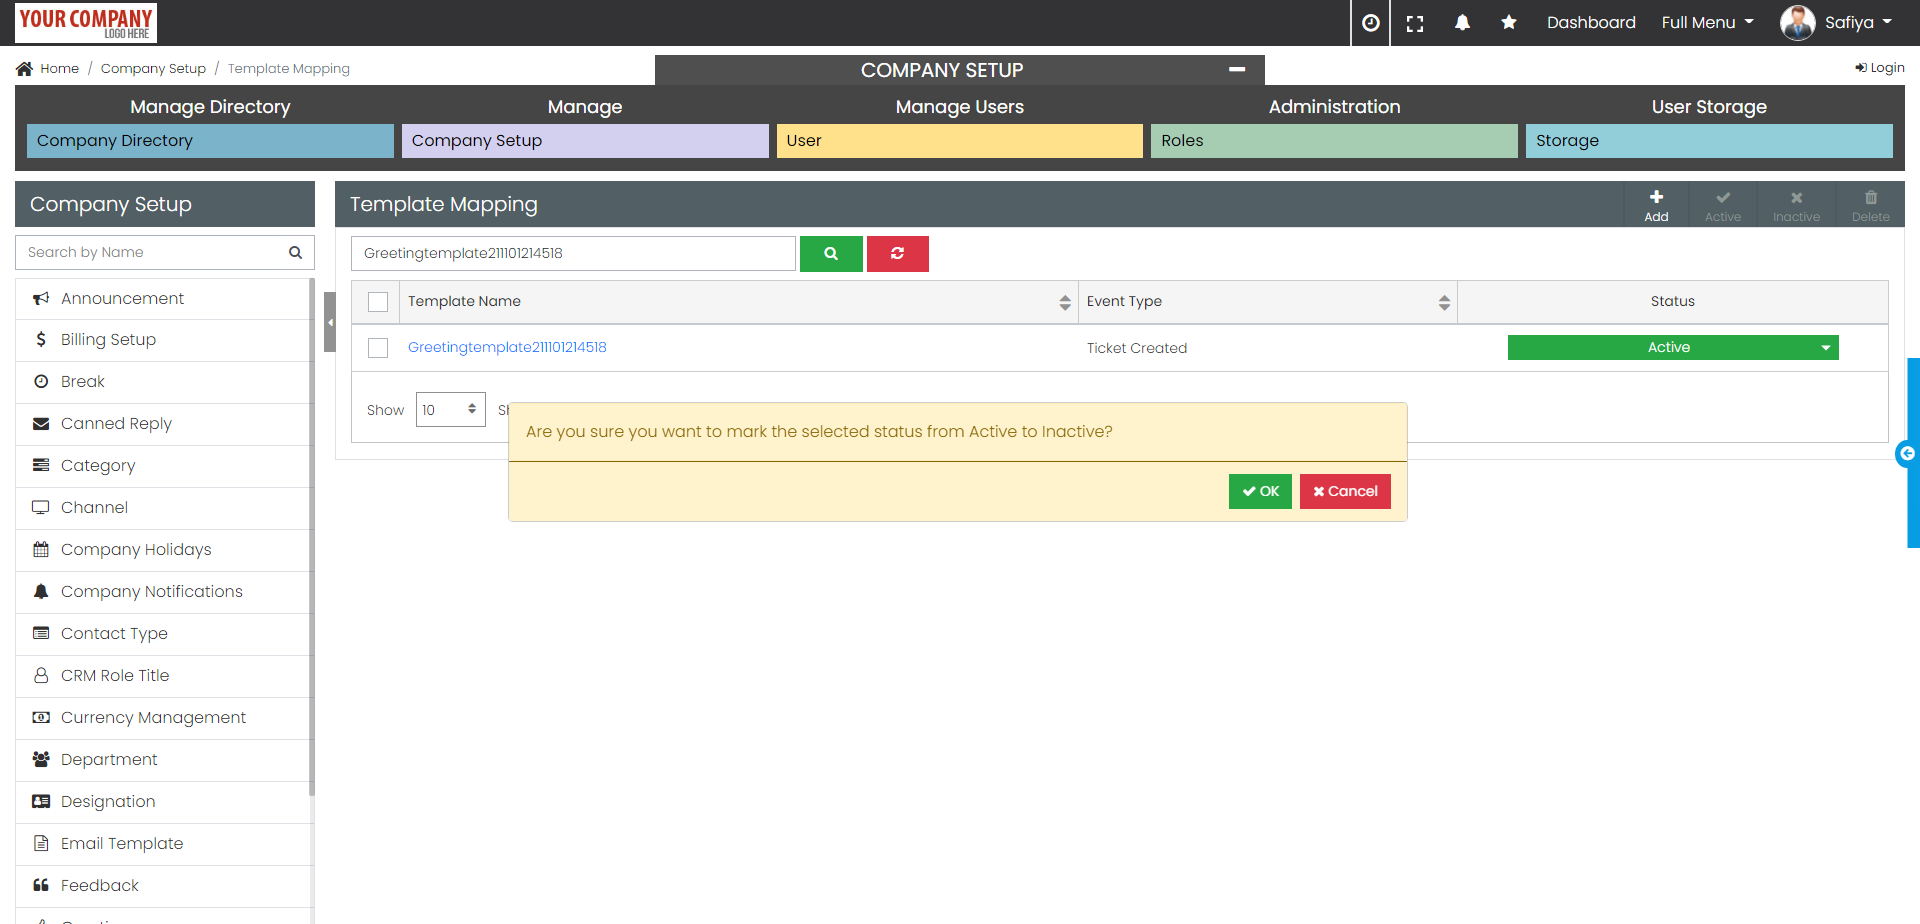 YOUR COMPANY
LOGO HERE
Dashboard
Full Menu
Safiya
Home / Company Setup / Template Mapping
COMPANY SETUP
Login
Manage Directory
Manage
Manage Users
Administration
User Storage
Company Directory
Company Setup
User
Roles
Storage
Company Setup
Template Mapping
Add
Active
Inactive
Delete
Search by Name
Greetingtemplate211101214518
Announcement
Billing Setup
Break
Canned Reply
Category
Channel
Company Holidays
Company Notifications
Contact Type
CRM Role Title
Currency Management
Department
Designation
Email Template
Feedback
Template Name
Event Type
Status
Greetingtemplate211101214518
Ticket Created
Active
Show 10
Are you sure you want to mark the selected status from Active to Inactive?
OK
Cancel